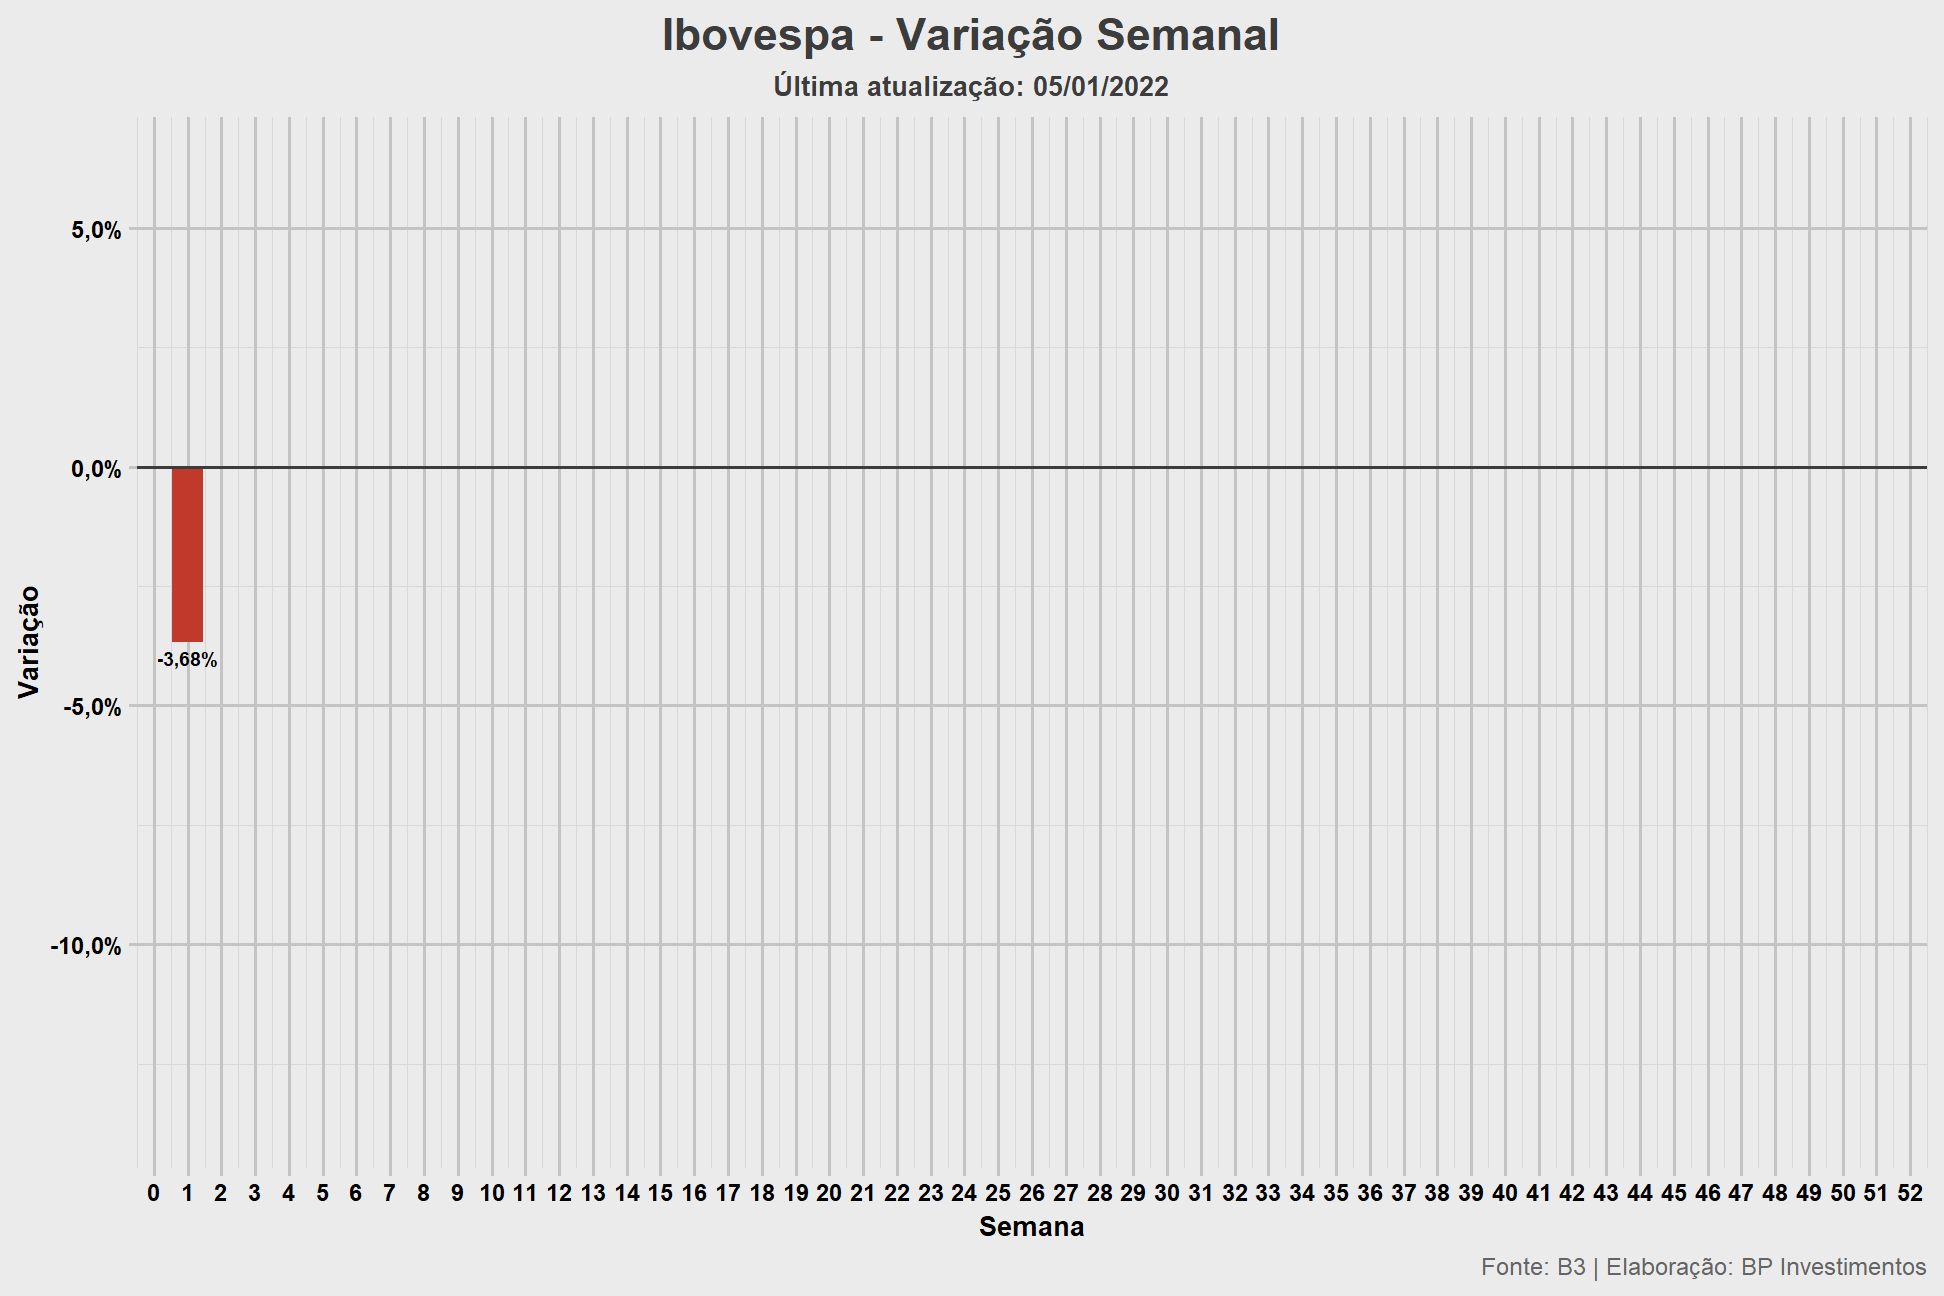 Ibovespa - Variação Semanal
Última atualização: 05/01/2022
Variação
5,0%
0,0%
-5,0%
-10,0%
-3,68%
0 1 2 3 4 5 6 7 8 9 10 11 12 13 14 15 16 17 18 19 20 21 22 23 24 25 26 27 28 29 30 31 32 33 34 35 36 37 38 39 40 41 42 43 44 45 46 47 48 49 50 51 52
Semana
Fonte: B3 | Elaboração: BP Investimentos